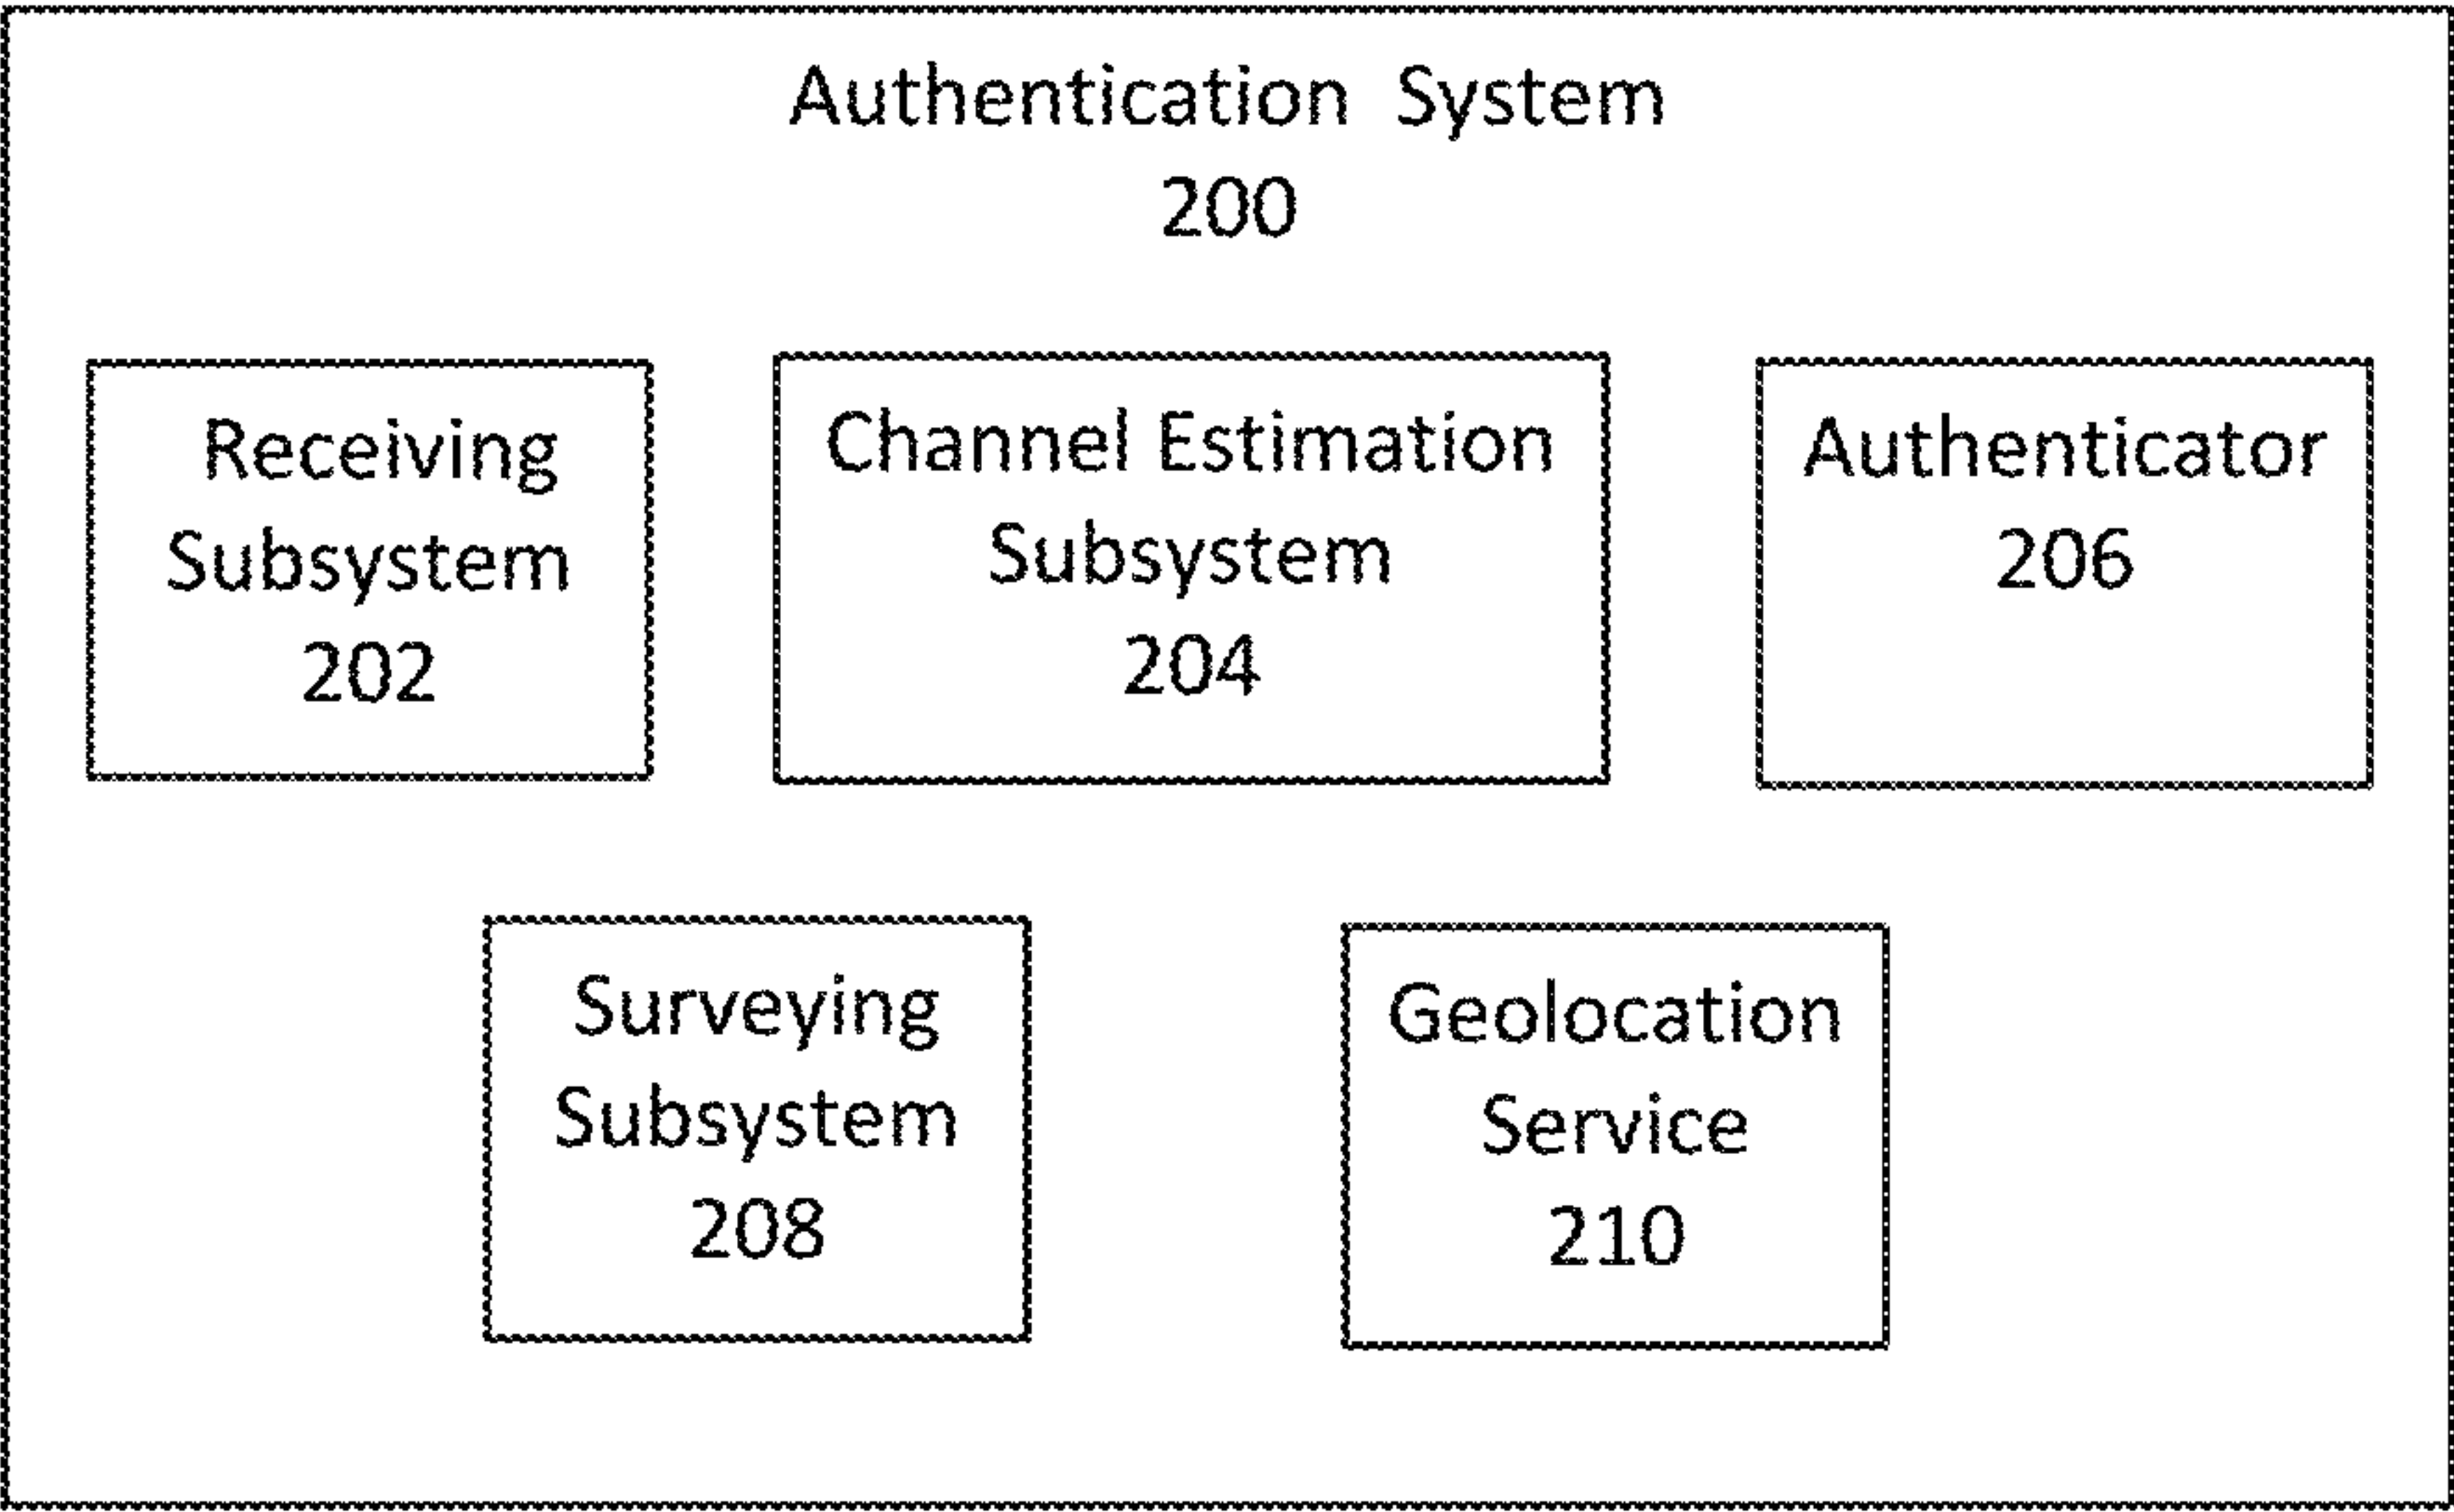 Authentication System
200
Receiving
Subsystem
202
Channel Estimation
Subsystem
204
Authenticator
206
Surveying
Subsystem
208
Geolocation
Service
210